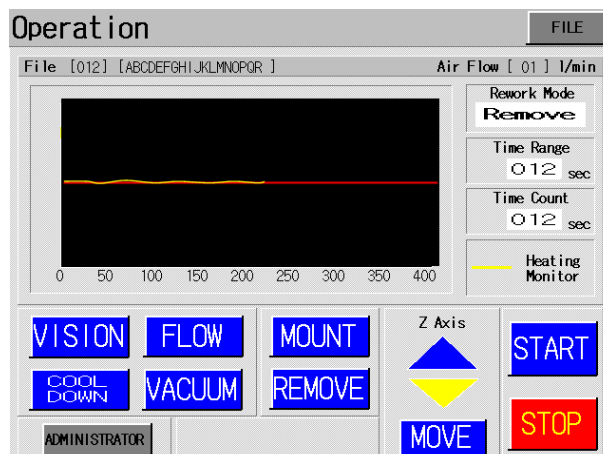 Operation
FILE
File [012] [ABCDEFGHIJKLMNOPQR ]
Air Flow [ 01 ] l/min
Rework Mode
Remove
Time Range
012 sec
Time Count
012 sec
Heating
Monitor
0 50 100 150 200 250 300 350 400
VISION
FLOW
MOUNT
Z Axis
START
COOL
DOWN
VACUUM
REMOVE
MOVE
STOP
ADMINISTRATOR